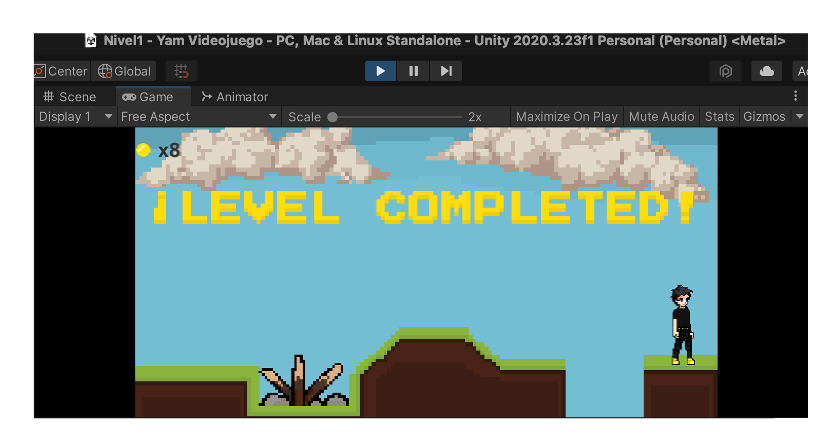 Nivel1 - Yam Videojuego - PC, Mac & Linux Standalone - Unity 2020.3.23f1 Personal (Personal) <Metal>
Center Global Ac
Scene Game Animator
Display 1 Free Aspect Scale 2x Maximize On Play Mute Audio Stats Gizmos
x8
¡LEVEL COMPLETED!